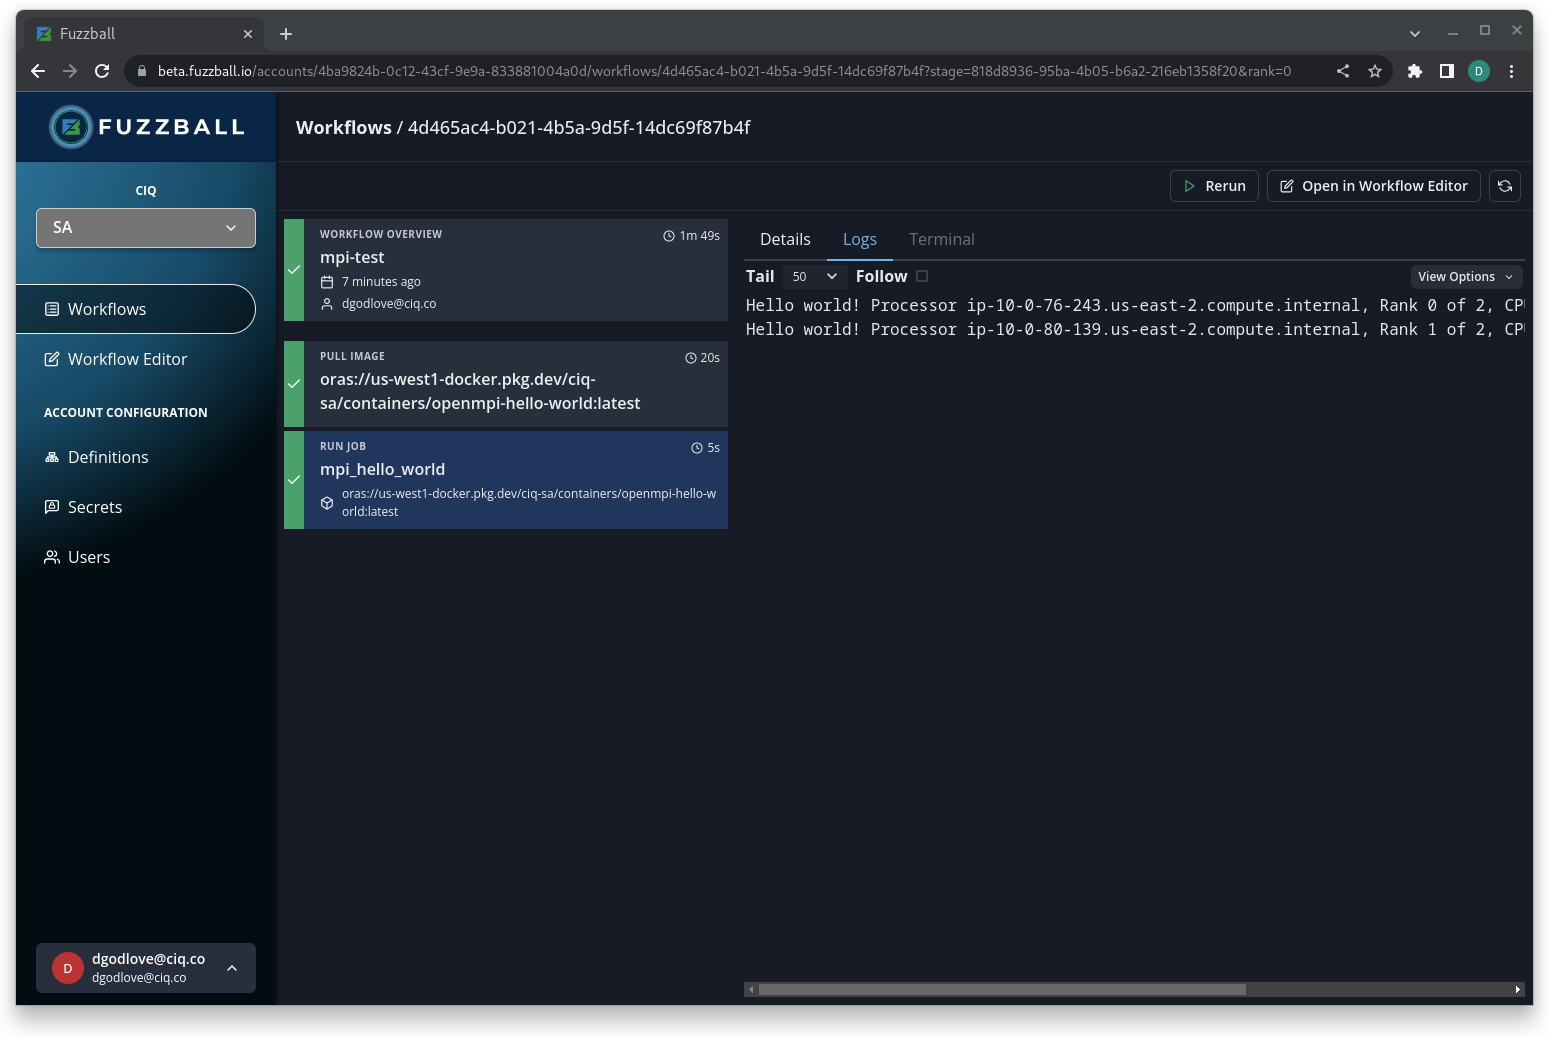 Fuzzball
beta.fuzzball.io/accounts/4ba9824b-0c12-43cf-9e9a-833881004a0d/workflows/4d465ac4-b021-4b5a-9d5f-14dc69f87b4f?stage=818d8936-95ba-4b05-b6a2-216eb1358f20&rank=0
D
FUZZBALL
Workflows / 4d465ac4-b021-4b5a-9d5f-14dc69f87b4f
CIQ
SA
Workflows
Workflow Editor
ACCOUNT CONFIGURATION
Definitions
Secrets
Users
D
dgodlove@ciq.co
dgodlove@ciq.co
Rerun
Open in Workflow Editor
WORKFLOW OVERVIEW
1m 49s
mpi-test
7 minutes ago
dgodlove@ciq.co
PULL IMAGE
20s
oras://us-west1-docker.pkg.dev/ciq-
sa/containers/openmpi-hello-world:latest
RUN JOB
5s
mpi_hello_world
oras://us-west1-docker.pkg.dev/ciq-sa/containers/openmpi-hello-w
orld:latest
Details
Logs
Terminal
Tail
50
Follow
View Options
Hello world! Processor ip-10-0-76-243.us-east-2.compute.internal, Rank 0 of 2, CP
Hello world! Processor ip-10-0-80-139.us-east-2.compute.internal, Rank 1 of 2, CP